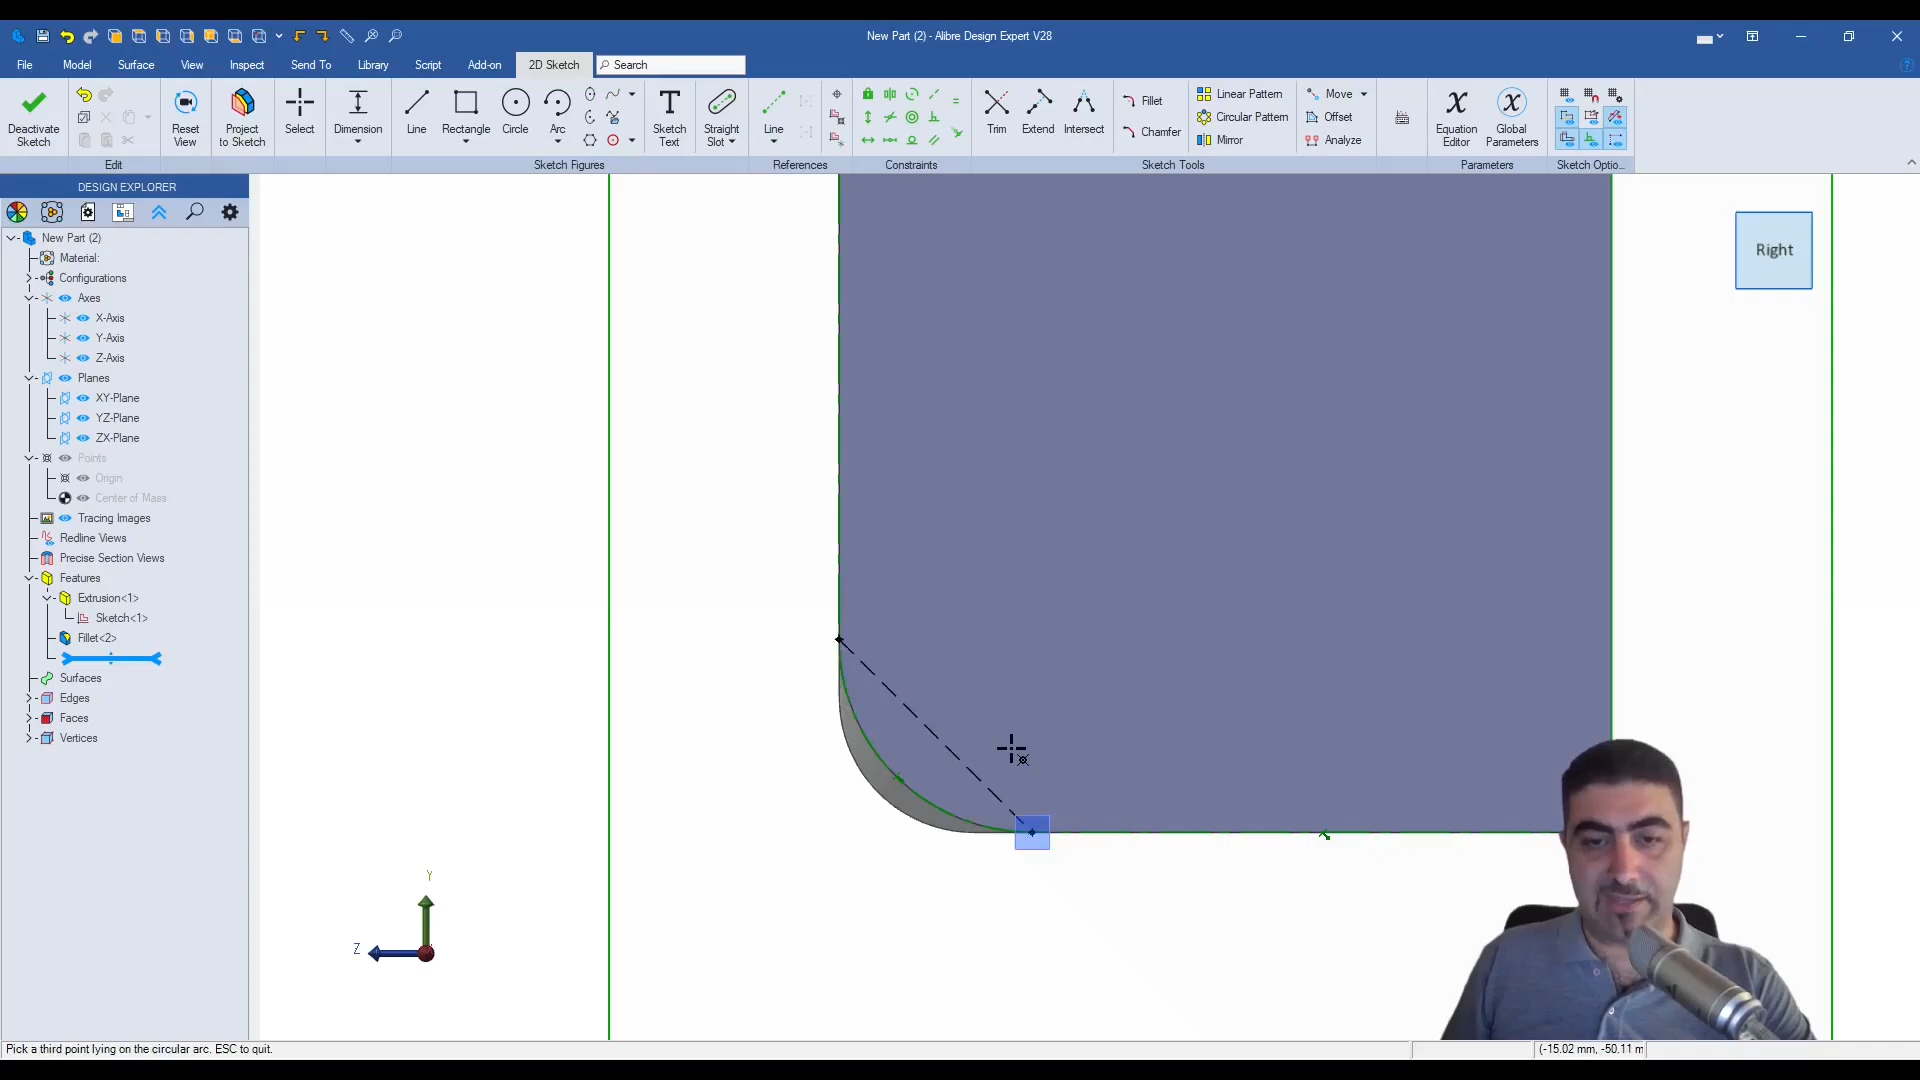 New Part (2) - Alibre Design Expert V28
File Model Surface View Inspect Send To Library Script Add-on 2D Sketch Search
Deactivate Sketch
Reset View
Project to Sketch
Select
Dimension
Line
Rectangle
Circle
Arc
Sketch Text
Straight Slot
Line
Trim
Extend
Intersect
Fillet
Chamfer
Linear Pattern
Circular Pattern
Mirror
Move
Offset
Analyze
Equation Editor
Global Parameters
Edit
Sketch Figures
References
Constraints
Sketch Tools
Parameters
Sketch Optio...
DESIGN EXPLORER
New Part (2)
Material:
Configurations
Axes
X-Axis
Y-Axis
Z-Axis
Planes
XY-Plane
YZ-Plane
ZX-Plane
Points
Origin
Center of Mass
Tracing Images
Redline Views
Precise Section Views
Features
Extrusion<1>
Sketch<1>
Fillet<2>
Surfaces
Edges
Faces
Vertices
Right
Y
Z
Pick a third point lying on the circular arc. ESC to quit.
(-15.02 mm, -50.11 m